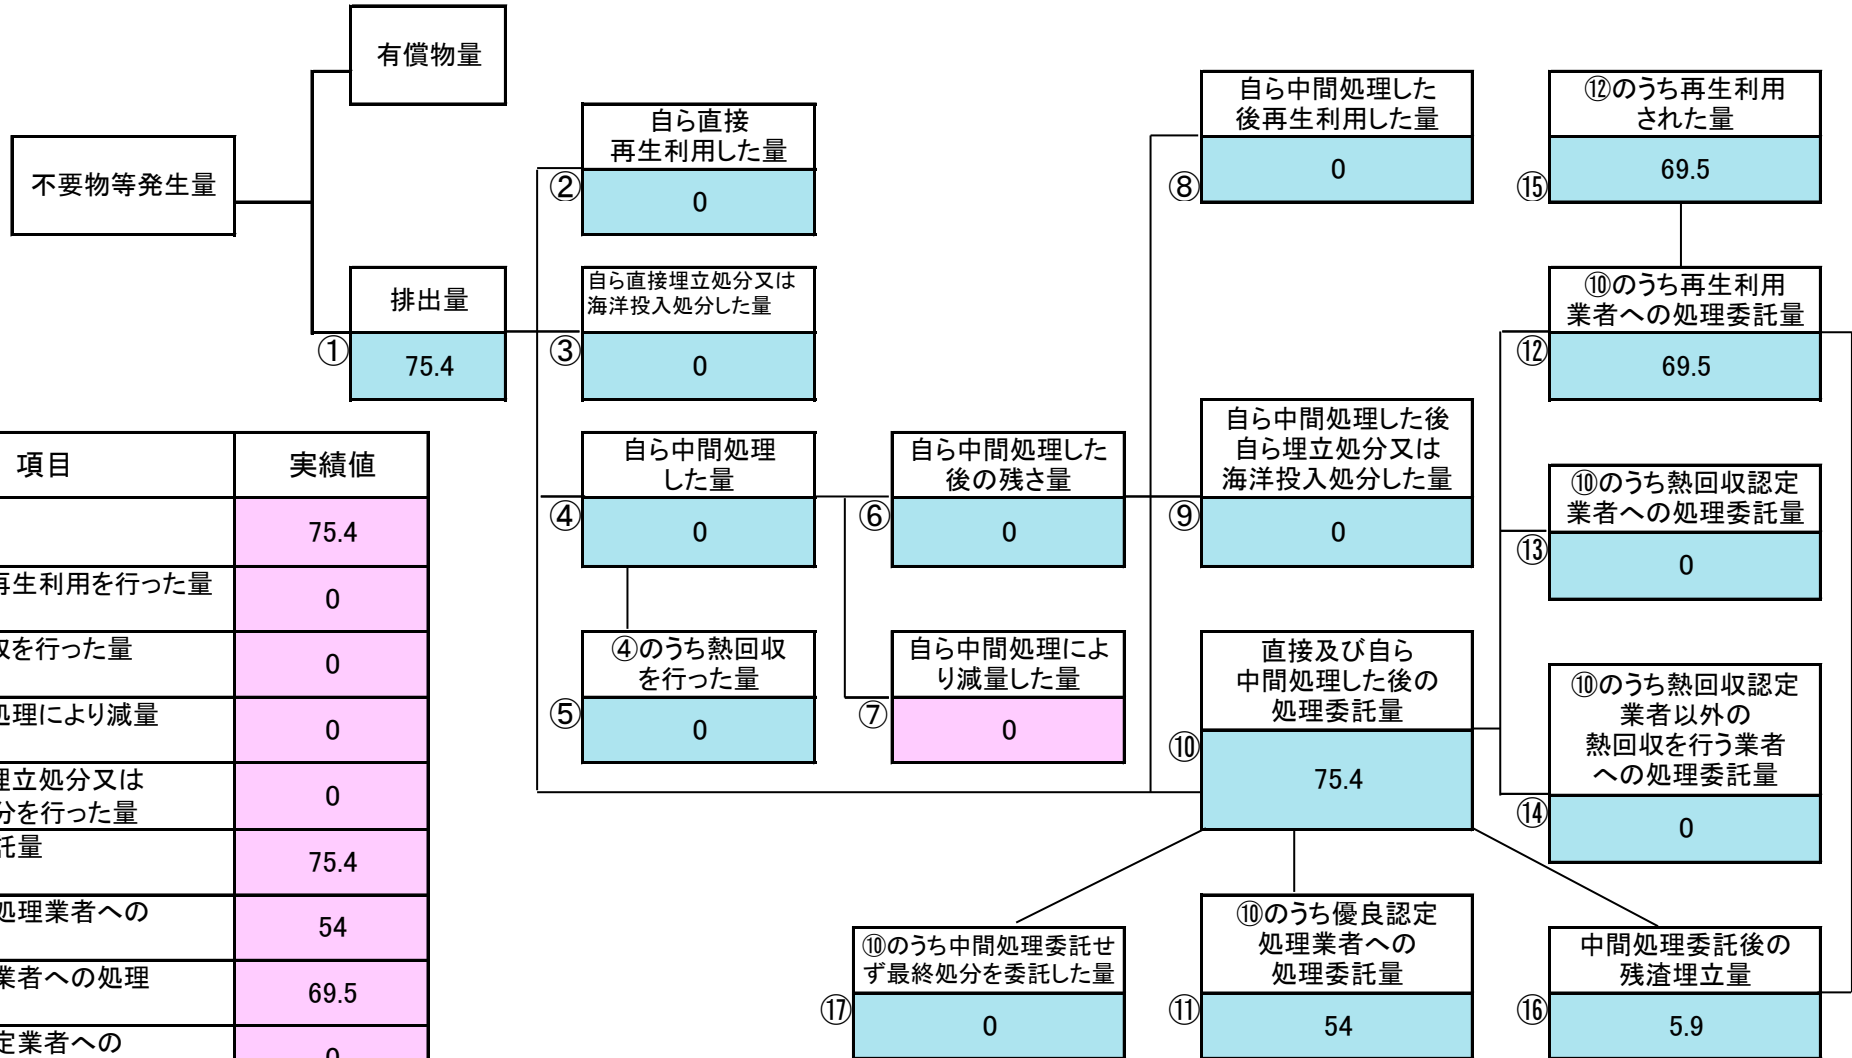 有償物量
不要物等発生量
排出量
①
75.4
自ら直接
再生利用した量
②
0
自ら直接埋立処分又は
海洋投入処分した量
③
0
自ら中間処理
した量
④
0
④のうち熱回収
を行った量
⑤
0
自ら中間処理した
後の残さ量
⑥
0
自ら中間処理によ
り減量した量
⑦
0
自ら中間処理した
後再生利用した量
⑧
0
自ら中間処理した後
自ら埋立処分又は
海洋投入処分した量
⑨
0
直接及び自ら
中間処理した後の
処理委託量
⑩
75.4
⑫のうち再生利用
された量
⑮
69.5
⑩のうち再生利用
業者への処理委託量
⑫
69.5
⑩のうち熱回収認定
業者への処理委託量
⑬
0
⑩のうち熱回収認定
業者以外の
熱回収を行う業者
への処理委託量
⑭
0
⑩のうち中間処理委託せ
ず最終処分を委託した量
⑰
0
⑩のうち優良認定
処理業者への
処理委託量
⑪
54
中間処理委託後の
残渣埋立量
⑯
5.9
項目 実績値
75.4
再生利用を行った量 0
を行った量 0
処理により減量 0
埋立処分又は
分を行った量 0
託量 75.4
処理業者への 54
業者への処理 69.5
定業者への 0